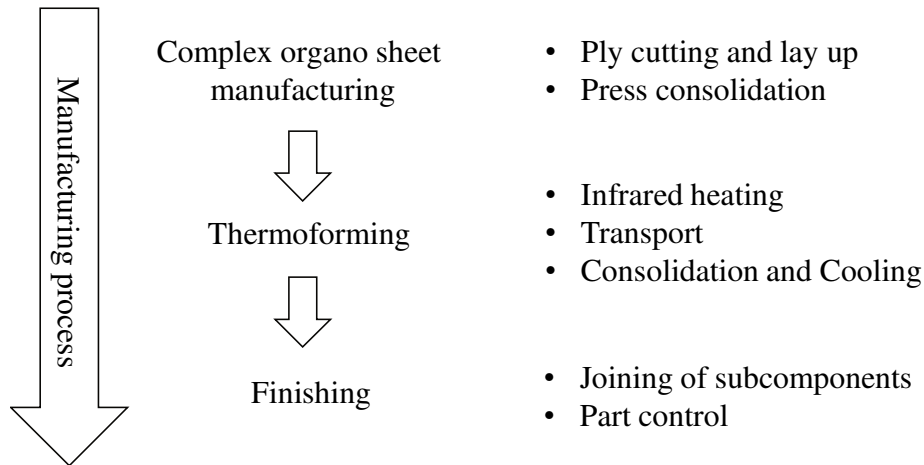 Manufacturing process
Complex organo sheet
manufacturing
• Ply cutting and lay up
• Press consolidation
Thermoforming
• Infrared heating
• Transport
• Consolidation and Cooling
Finishing
• Joining of subcomponents
• Part control